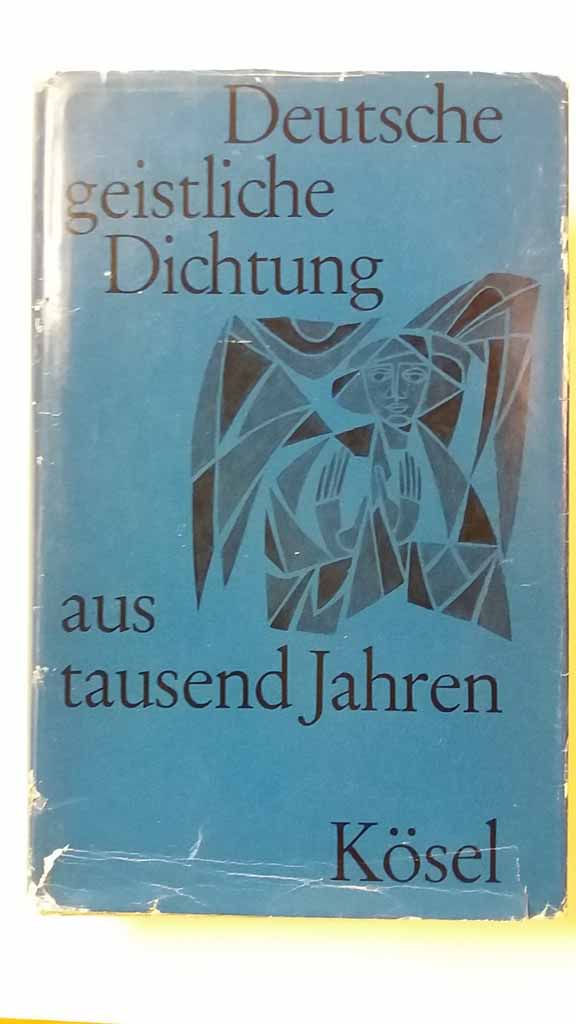 Deutsche
geistliche
Dichtung
aus
tausend Jahren
Kösel